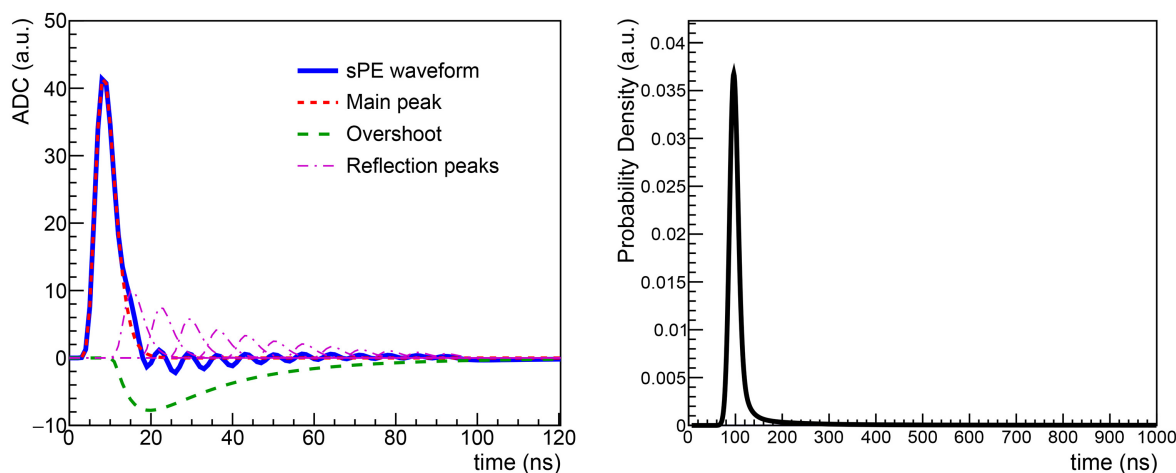 ADC (a.u.)
50
40
30
20
10
0
−10
sPE waveform
Main peak
Overshoot
Reflection peaks
0 20 40 60 80 100 120
time (ns)
Probability Density (a.u.)
0.04
0.035
0.03
0.025
0.02
0.015
0.01
0.005
0
0 100 200 300 400 500 600 700 800 900 1000
time (ns)